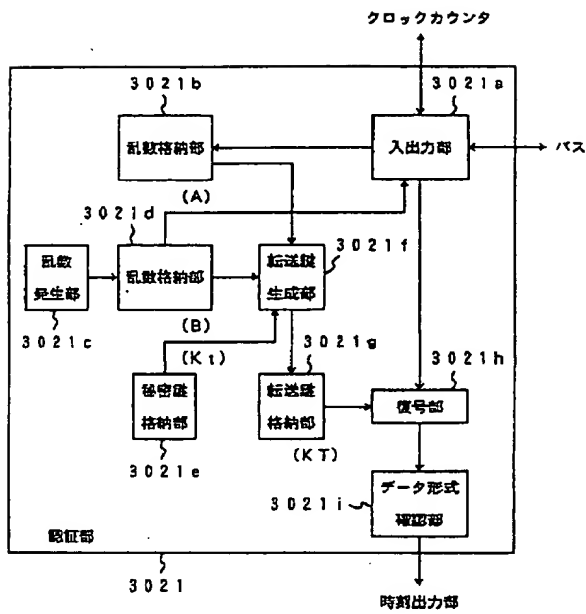 クロックカウンタ
3021b
3021a
乱数格納部
入出力部
バス
(A)
3021d
3021f
乱数
発生部
乱数格納部
転送鍵
生成部
3021c
(B)
(Kt)
3021g
3021h
秘密鍵
格納部
転送鍵
格納部
復号部
(KT)
3021e
データ形式
確認部
3021i
認証部
3021
時刻出力部